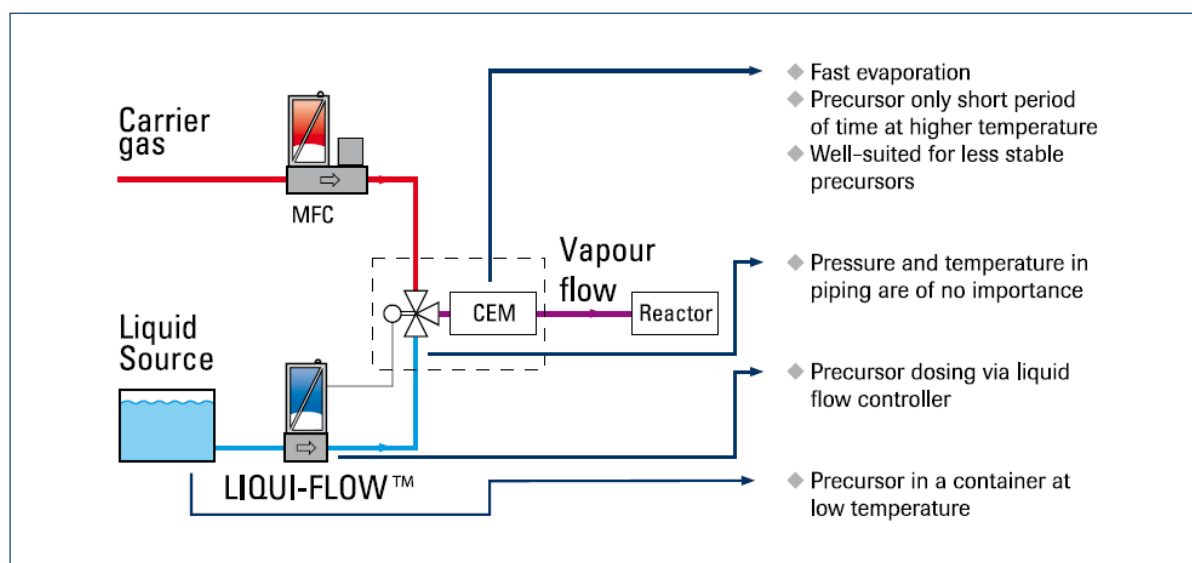 Carrier
gas
MFC
Liquid
Source
LIQUI-FLOW™
CEM
Vapour
flow
Reactor
◆ Fast evaporation
◆ Precursor only short period
of time at higher temperature
◆ Well-suited for less stable
precursors
◆ Pressure and temperature in
piping are of no importance
◆ Precursor dosing via liquid
flow controller
◆ Precursor in a container at
low temperature